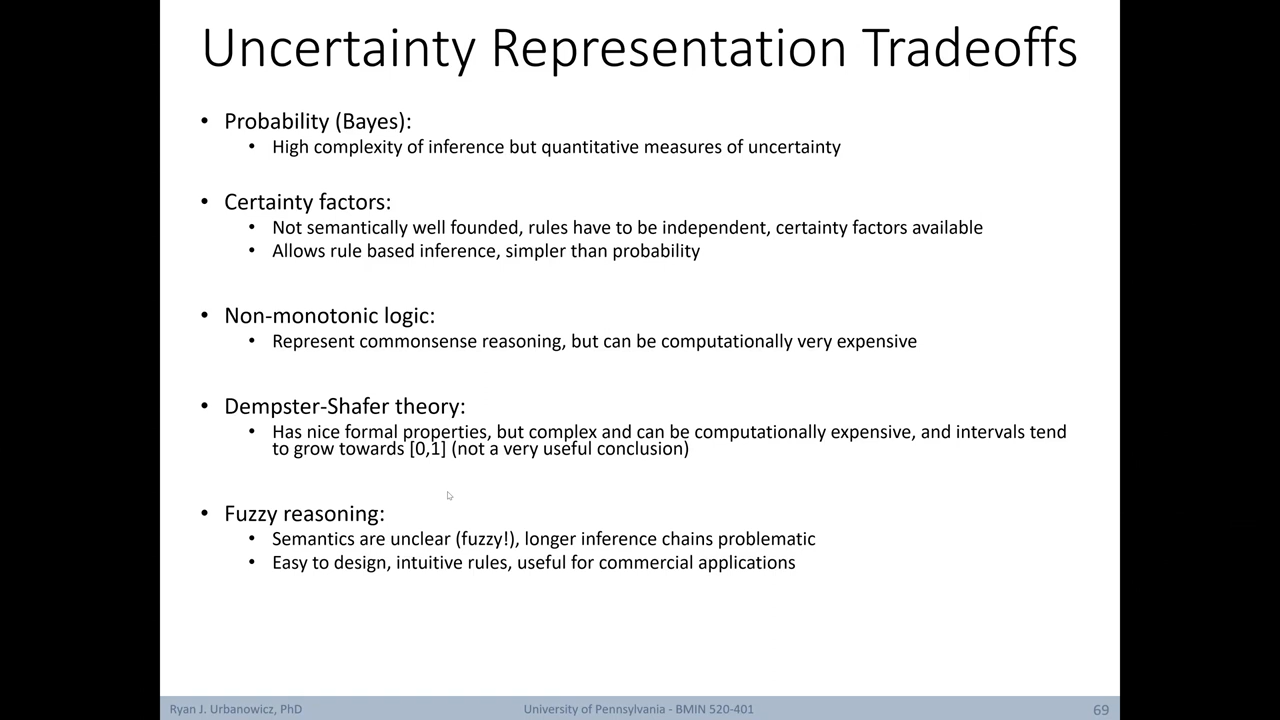 Uncertainty Representation Tradeoffs
• Probability (Bayes):
• High complexity of inference but quantitative measures of uncertainty
• Certainty factors:
• Not semantically well founded, rules have to be independent, certainty factors available
• Allows rule based inference, simpler than probability
• Non-monotonic logic:
• Represent commonsense reasoning, but can be computationally very expensive
• Dempster-Shafer theory:
• Has nice formal properties, but complex and can be computationally expensive, and intervals tend
to grow towards [0,1] (not a very useful conclusion)
• Fuzzy reasoning:
• Semantics are unclear (fuzzy!), longer inference chains problematic
• Easy to design, intuitive rules, useful for commercial applications
Ryan J. Urbanowicz, PhD
University of Pennsylvania - BMIN 520-401
69